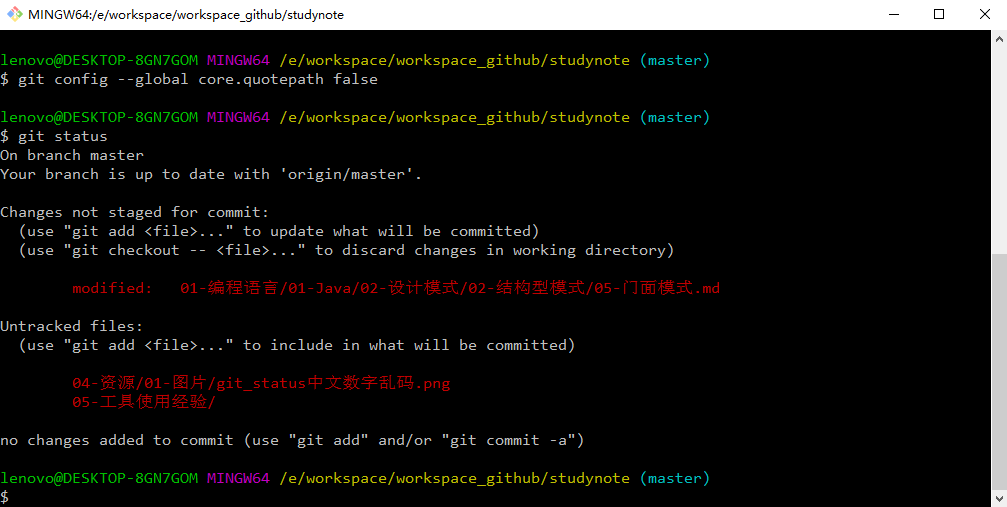 MINGW64:/e/workspace/workspace_github/studynote
lenovo@DESKTOP-8GN7GOM MINGW64 /e/workspace/workspace_github/studynote (master)
$ git config --global core.quotepath false
lenovo@DESKTOP-8GN7GOM MINGW64 /e/workspace/workspace_github/studynote (master)
$ git status
On branch master
Your branch is up to date with 'origin/master'.
Changes not staged for commit:
  (use "git add <file>..." to update what will be committed)
  (use "git checkout -- <file>..." to discard changes in working directory)
        modified:   01-编程语言/01-Java/02-设计模式/02-结构型模式/05-门面模式.md
Untracked files:
  (use "git add <file>..." to include in what will be committed)
        04-资源/01-图片/git_status中文数字乱码.png
        05-工具使用经验/
no changes added to commit (use "git add" and/or "git commit -a")
lenovo@DESKTOP-8GN7GOM MINGW64 /e/workspace/workspace_github/studynote (master)
$